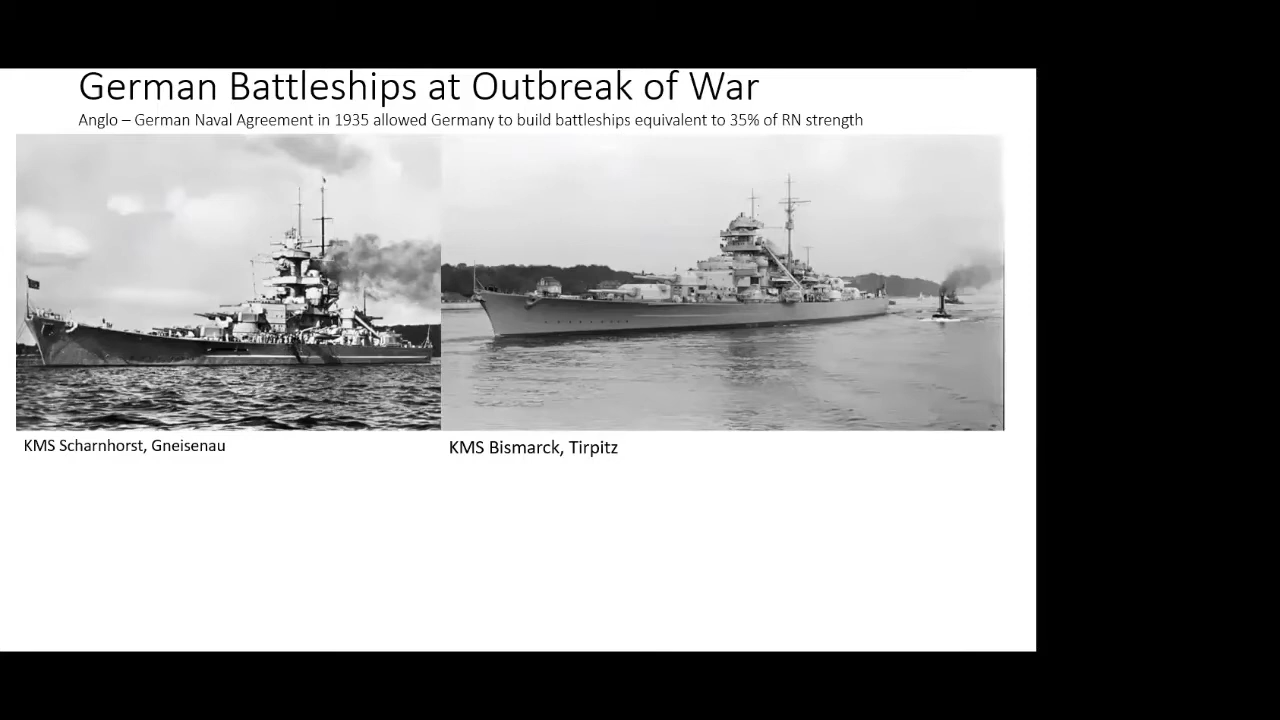 German Battleships at Outbreak of War
Anglo – German Naval Agreement in 1935 allowed Germany to build battleships equivalent to 35% of RN strength
KMS Scharnhorst, Gneisenau
KMS Bismarck, Tirpitz